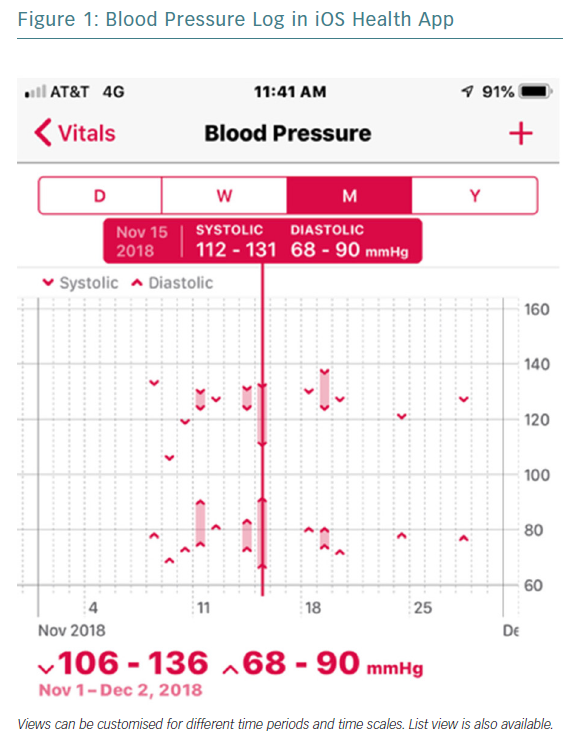 Figure 1: Blood Pressure Log in iOS Health App
AT&T 4G 11:41 AM 91%
Vitals Blood Pressure +
D W M Y
Nov 15 SYSTOLIC DIASTOLIC
2018 112 - 131 68 - 90 mmHg
Systolic Diastolic
160
140
120
100
80
60
4 11 18 25
Nov 2018 De
106 - 136 68 - 90 mmHg
Nov 1 – Dec 2, 2018
Views can be customised for different time periods and time scales. List view is also available.